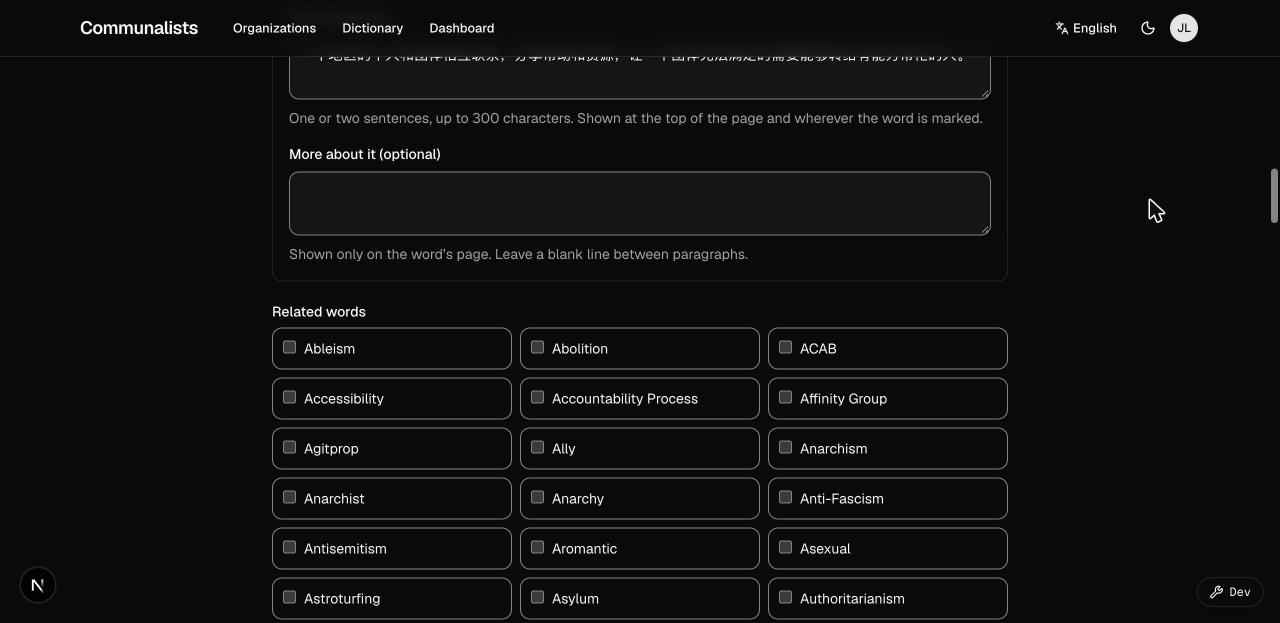 Communalists
Organizations
Dictionary
Dashboard
English
JL
One or two sentences, up to 300 characters. Shown at the top of the page and wherever the word is marked.
More about it (optional)
Shown only on the word's page. Leave a blank line between paragraphs.
Related words
Ableism
Abolition
ACAB
Accessibility
Accountability Process
Affinity Group
Agitprop
Ally
Anarchism
Anarchist
Anarchy
Anti-Fascism
Antisemitism
Aromantic
Asexual
Astroturfing
Asylum
Authoritarianism
N
Dev